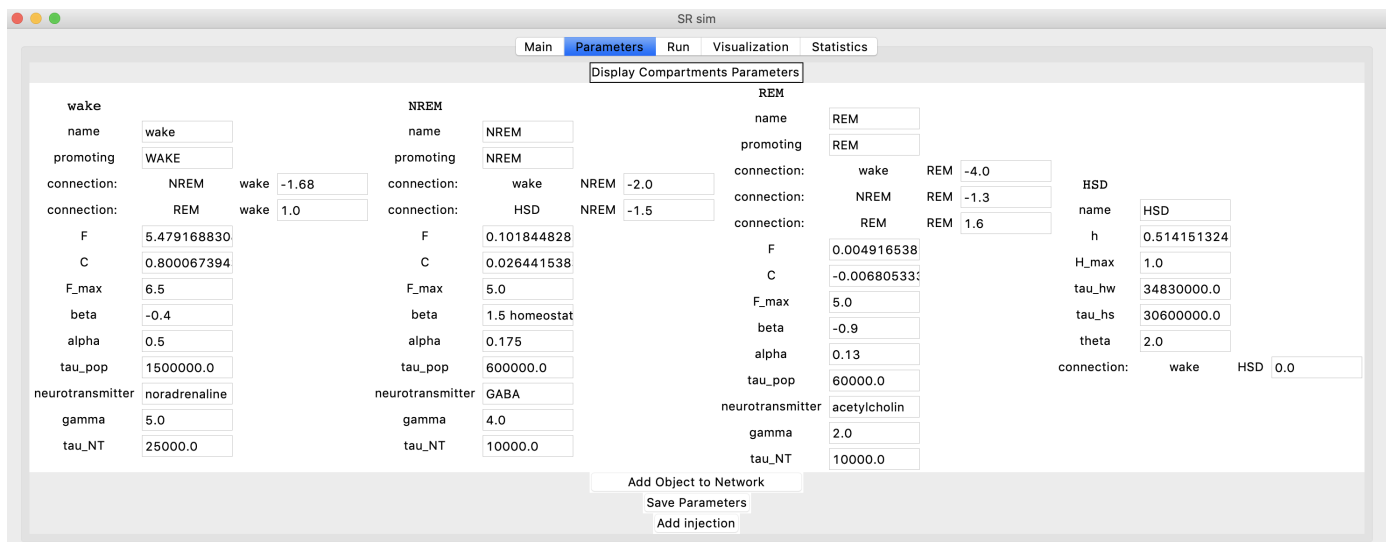 SR sim
Main Parameters Run Visualization Statistics
Display Compartments Parameters
wake
name wake
promoting WAKE
connection: NREM wake -1.68
connection: REM wake 1.0
F 5.479168830
C 0.800067394
F_max 6.5
beta -0.4
alpha 0.5
tau_pop 1500000.0
neurotransmitter noradrenaline
gamma 5.0
tau_NT 25000.0
NREM
name NREM
promoting NREM
connection: wake NREM -2.0
connection: HSD NREM -1.5
F 0.101844828
C 0.026441538
F_max 5.0
beta 1.5 homeostat
alpha 0.175
tau_pop 600000.0
neurotransmitter GABA
gamma 4.0
tau_NT 10000.0
REM
name REM
promoting REM
connection: wake REM -4.0
connection: NREM REM -1.3
connection: REM REM 1.6
F 0.004916538
C -0.006805333
F_max 5.0
beta -0.9
alpha 0.13
tau_pop 60000.0
neurotransmitter acetylcholin
gamma 2.0
tau_NT 10000.0
HSD
name HSD
h 0.514151324
H_max 1.0
tau_hw 34830000.0
tau_hs 30600000.0
theta 2.0
connection: wake HSD 0.0
Add Object to Network
Save Parameters
Add injection